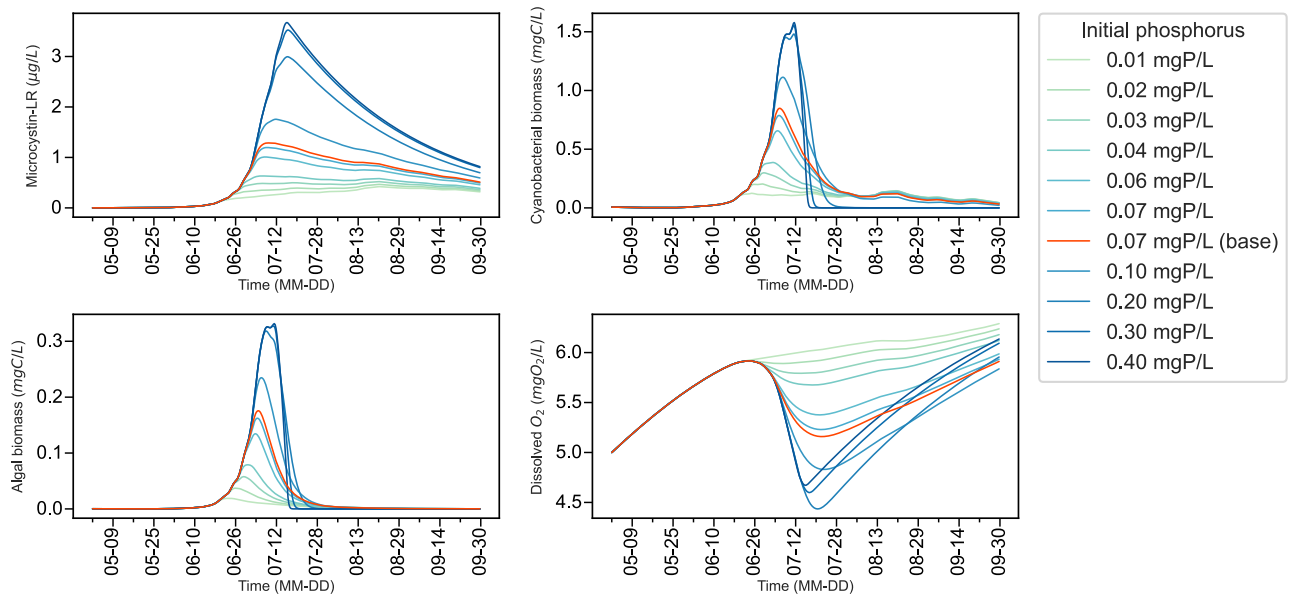 Microcystin-LR (μg/L)
3
2
1
0
05-09
05-25
06-10
06-26
07-12
07-28
08-13
08-29
09-14
09-30
Time (MM-DD)
Cyanobacterial biomass (mgC/L)
1.5
1.0
0.5
0.0
05-09
05-25
06-10
06-26
07-12
07-28
08-13
08-29
09-14
09-30
Time (MM-DD)
Initial phosphorus
0.01 mgP/L
0.02 mgP/L
0.03 mgP/L
0.04 mgP/L
0.06 mgP/L
0.07 mgP/L
0.07 mgP/L (base)
0.10 mgP/L
0.20 mgP/L
0.30 mgP/L
0.40 mgP/L
Algal biomass (mgC/L)
0.3
0.2
0.1
0.0
05-09
05-25
06-10
06-26
07-12
07-28
08-13
08-29
09-14
09-30
Time (MM-DD)
Dissolved O₂ (mgO₂/L)
6.0
5.5
5.0
4.5
05-09
05-25
06-10
06-26
07-12
07-28
08-13
08-29
09-14
09-30
Time (MM-DD)